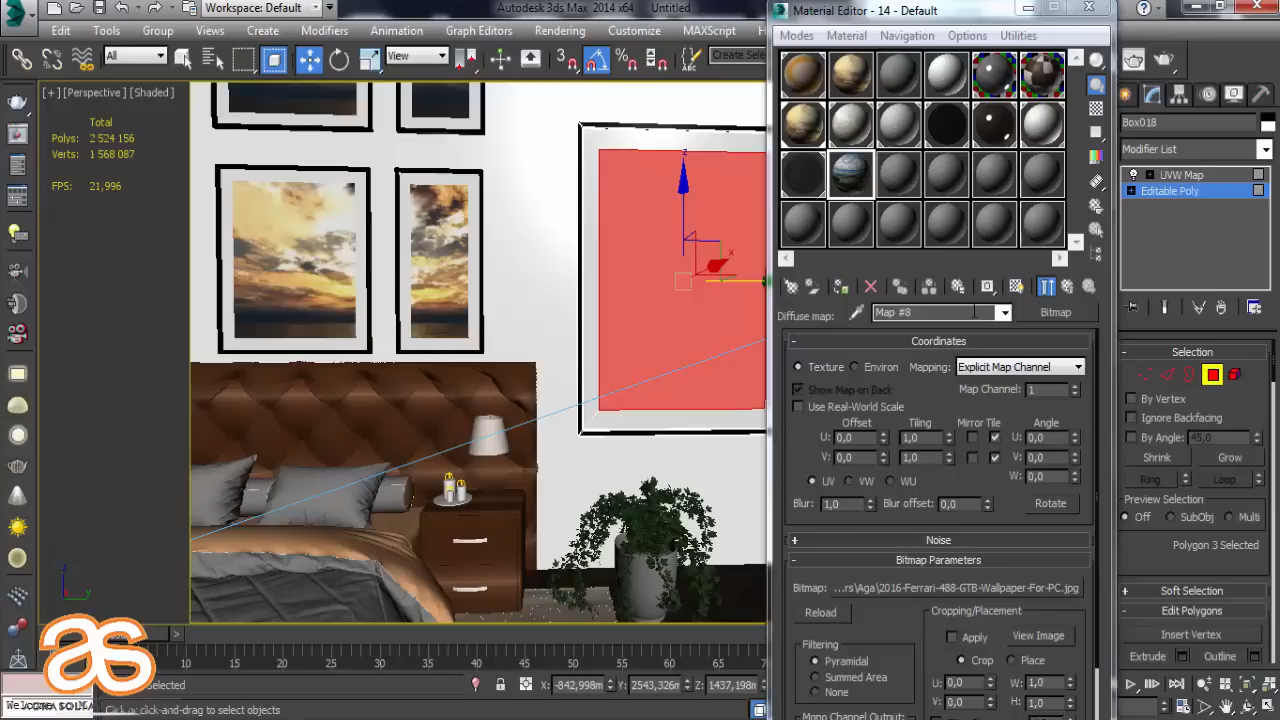 Workspace: Default
Autodesk 3ds Max 2014 x64 Untitled
Material Editor - 14 - Default
Edit Tools Group Views Create Modifiers Animation Graph Editors Rendering Customize MAXScript
Modes Material Navigation Options Utilities
All
View
3
Create Sele
[+] [Perspective] [Shaded]
Total
Polys: 2 524 156
Verts: 1 568 087
FPS: 21,996
z
x
Box018
Modifier List
UVW Map
Editable Poly
Diffuse map: Map #8 Bitmap
Coordinates
Texture Environ Mapping: Explicit Map Channel
Show Map on Back Map Channel: 1
Use Real-World Scale
Offset Tiling Mirror Tile Angle
U: 0,0 1,0 U: 0,0
V: 0,0 1,0 V: 0,0
UV VW WU W: 0,0
Blur: 1,0 Blur offset: 0,0 Rotate
Noise
Bitmap Parameters
Bitmap: ...rs\Aga\2016-Ferrari-488-GTB-Wallpaper-For-PC.jpg
Reload
Cropping/Placement
Apply View Image
Filtering
Pyramidal
Summed Area
None
Crop Place
U: 0,0 W: 1,0
V: 0,0 H: 1,0
Mono Channel Output:
Selection
By Vertex
Ignore Backfacing
By Angle: 45,0
Shrink Grow
Ring Loop
Preview Selection
Off SubObj Multi
Polygon 3 Selected
Soft Selection
Edit Polygons
Insert Vertex
Extrude Outline
z
y
10 15 20 25 30 35 40 45 50 55 60 65
as
Selected
X: -842,998m Y: 2543,326m Z: 1437,198m
Click or click-and-drag to select objects